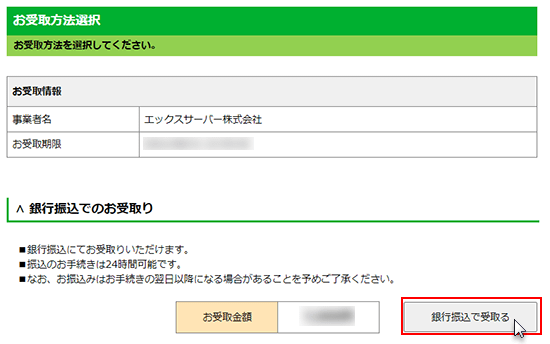 お受取方法選択
お受取方法を選択してください。
お受取情報
事業者名 エックスサーバー株式会社
お受取期限
∧ 銀行振込でのお受取り
■銀行振込にてお受取りいただけます。
■振込のお手続きは24時間可能です。
■なお、お振込みはお手続きの翌日以降になる場合があることを予めご了承ください。
お受取金額 銀行振込で受取る